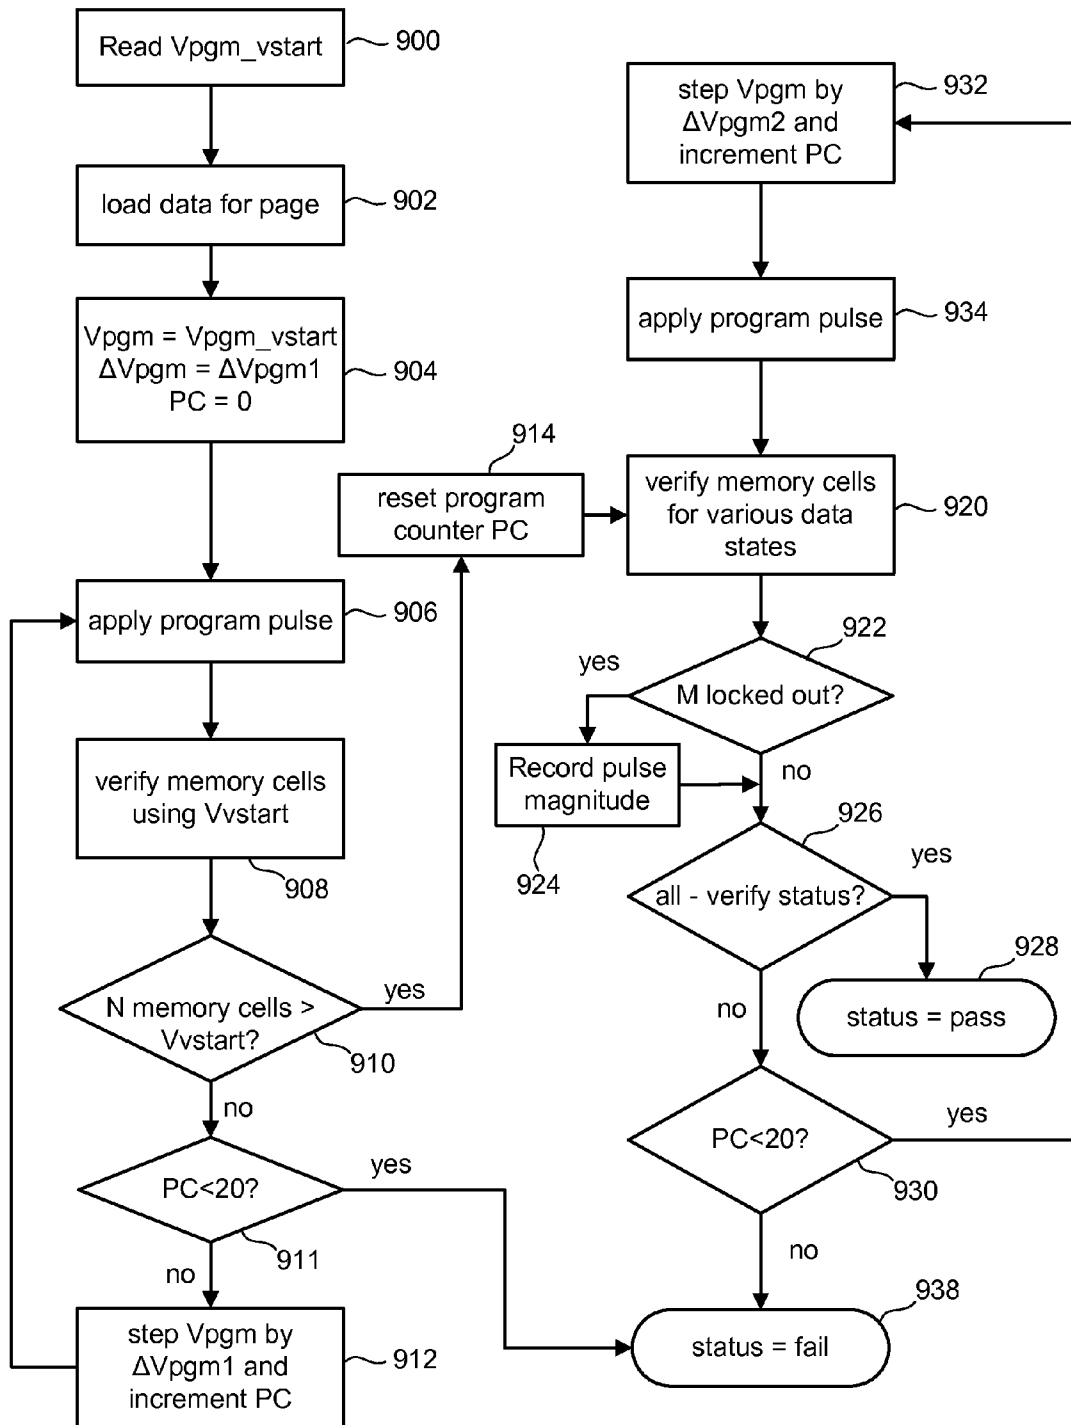 Read Vpgm_vstart
900
load data for page
902
Vpgm = Vpgm_vstart
ΔVpgm = ΔVpgm1
PC = 0
904
apply program pulse
906
verify memory cells
using Vvstart
908
N memory cells >
Vvstart?
910
yes
no
PC<20?
911
yes
no
step Vpgm by
ΔVpgm1 and
increment PC
912
914
reset program
counter PC
step Vpgm by
ΔVpgm2 and
increment PC
932
apply program pulse
934
verify memory cells
for various data
states
920
922
yes
M locked out?
no
Record pulse
magnitude
924
926
yes
all - verify status?
no
928
status = pass
PC<20?
yes
930
no
938
status = fail